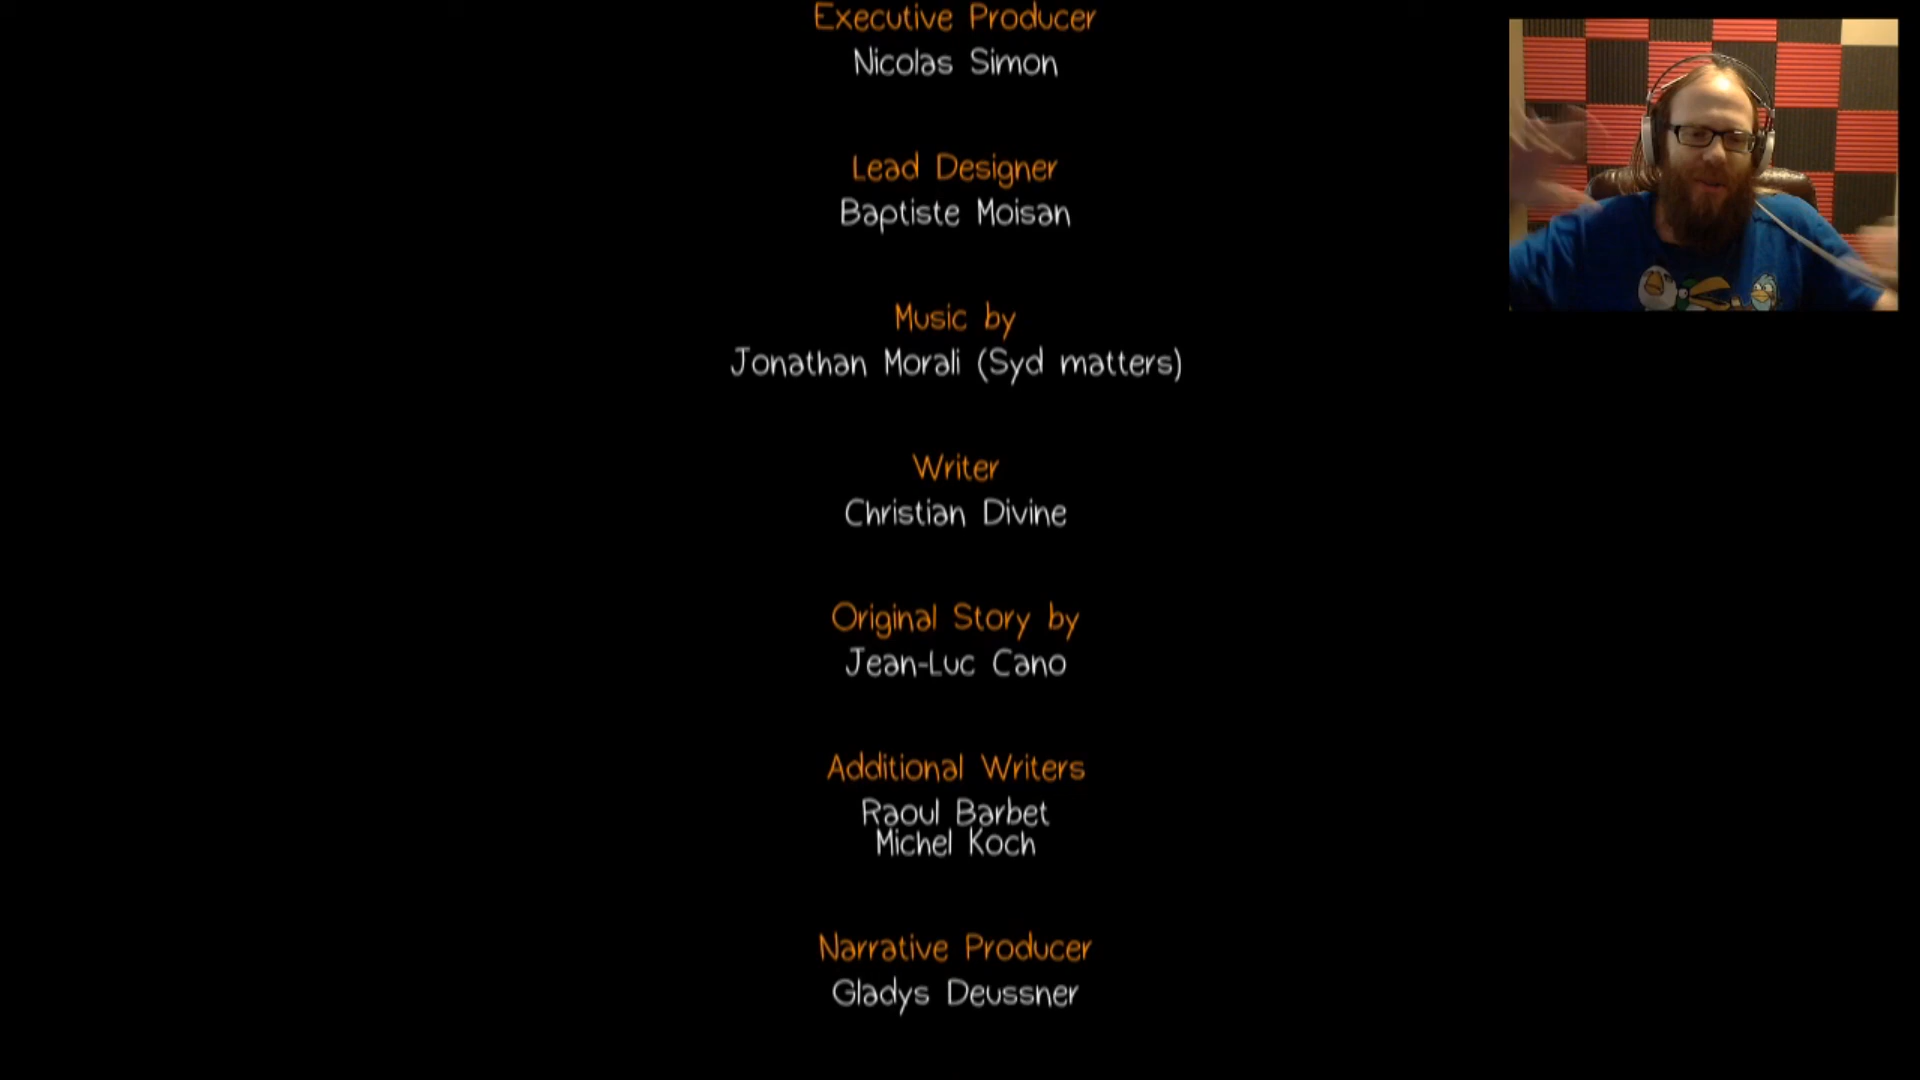 Executive Producer
Nicolas Simon
Lead Designer
Baptiste Moisan
Music by
Jonathan Morali (Syd matters)
Writer
Christian Divine
Original Story by
Jean-Luc Cano
Additional Writers
Raoul Barbet
Michel Koch
Narrative Producer
Gladys Deussner